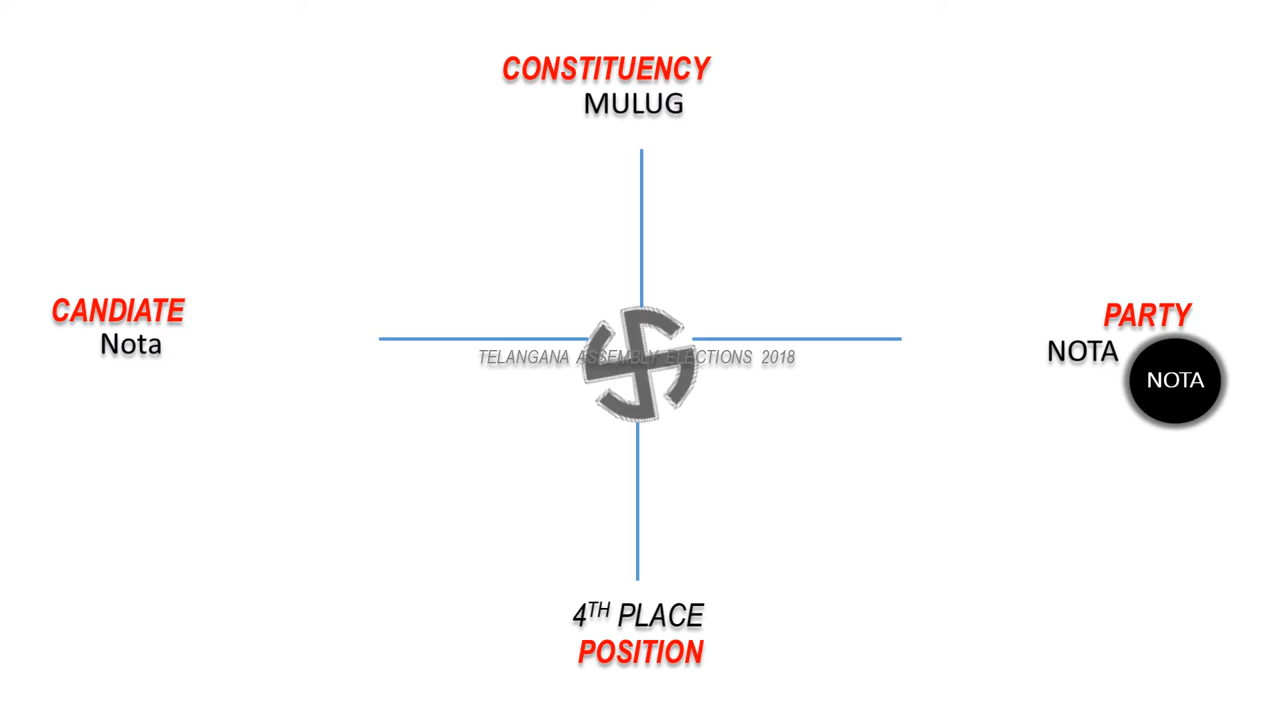 CONSTITUENCY
MULUG
CANDIATE
Nota
TELANGANA ASSEMBLY ELECTIONS 2018
PARTY
NOTA
NOTA
4TH PLACE
POSITION